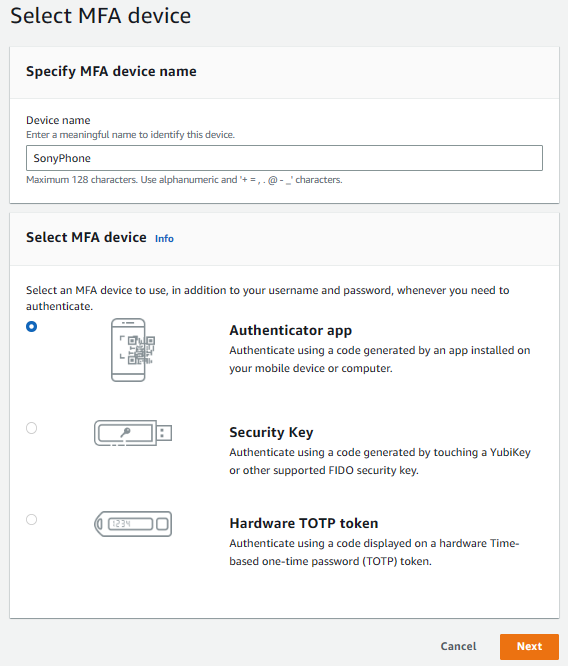 Select MFA device
Specify MFA device name
Device name
Enter a meaningful name to identify this device.
SonyPhone
Maximum 128 characters. Use alphanumeric and '+ = , . @ - _' characters.
Select MFA device Info
Select an MFA device to use, in addition to your username and password, whenever you need to
authenticate.
Authenticator app
Authenticate using a code generated by an app installed on
your mobile device or computer.
Security Key
Authenticate using a code generated by touching a YubiKey
or other supported FIDO security key.
1234
Hardware TOTP token
Authenticate using a code displayed on a hardware Time-
based one-time password (TOTP) token.
Cancel Next